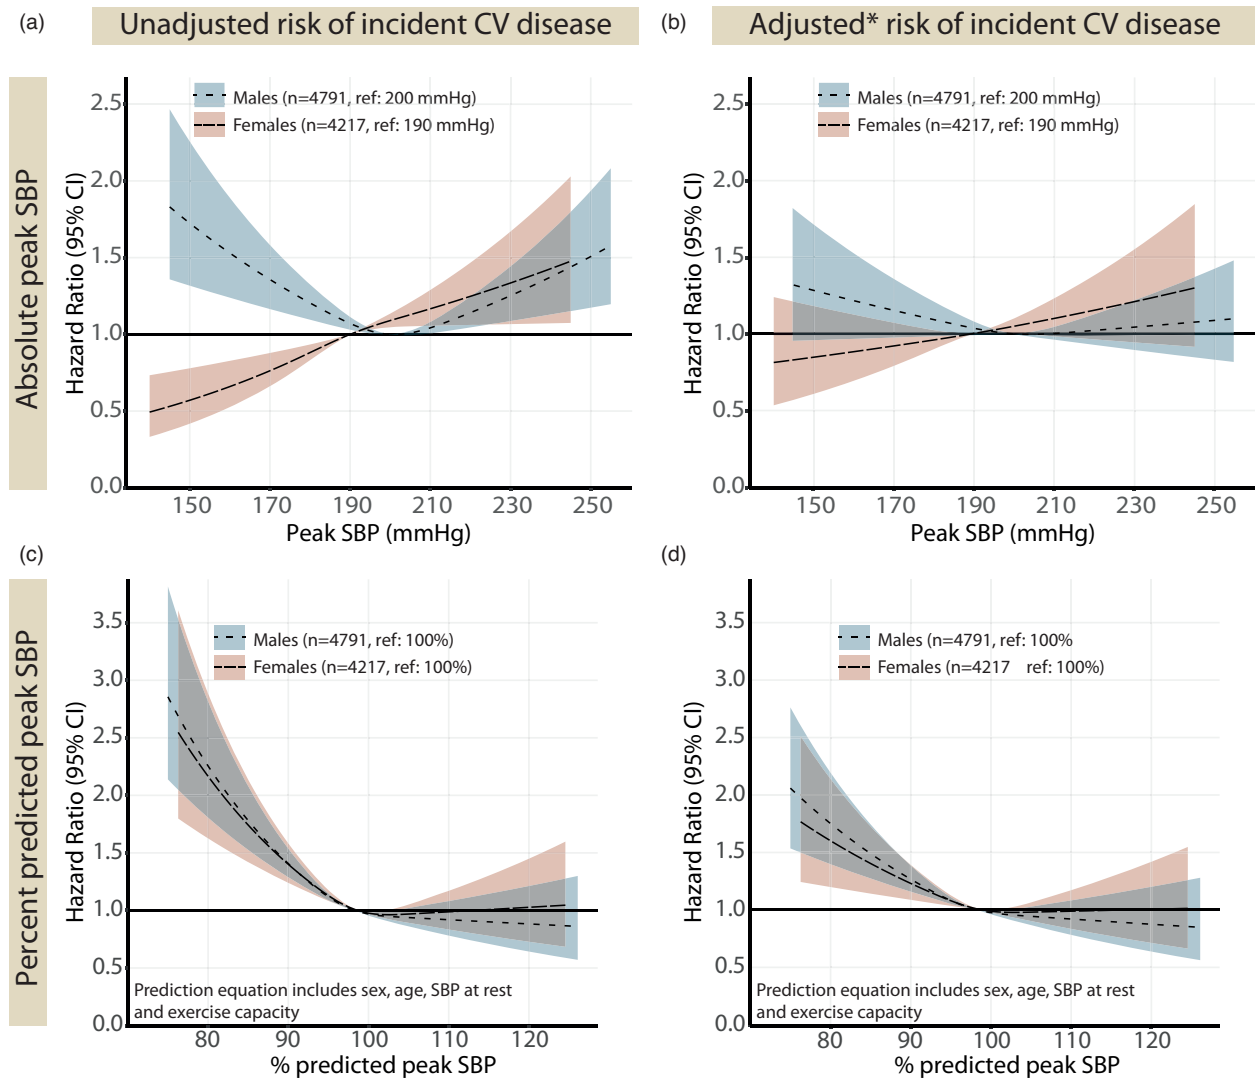 (a)
Unadjusted risk of incident CV disease
(b)
Adjusted* risk of incident CV disease
Absolute peak SBP
Hazard Ratio (95% CI)
2.5
2.0
1.5
1.0
0.5
0.0
Males (n=4791, ref: 200 mmHg)
Females (n=4217, ref: 190 mmHg)
150 170 190 210 230 250
Peak SBP (mmHg)
Hazard Ratio (95% CI)
2.5
2.0
1.5
1.0
0.5
0.0
Males (n=4791, ref: 200 mmHg)
Females (n=4217, ref: 190 mmHg)
150 170 190 210 230 250
Peak SBP (mmHg)
(c)
Percent predicted peak SBP
Hazard Ratio (95% CI)
3.5
3.0
2.5
2.0
1.5
1.0
0.5
0.0
Males (n=4791, ref: 100%)
Females (n=4217, ref: 100%)
Prediction equation includes sex, age, SBP at rest
and exercise capacity
80 90 100 110 120
% predicted peak SBP
(d)
Hazard Ratio (95% CI)
3.5
3.0
2.5
2.0
1.5
1.0
0.5
0.0
Males (n=4791, ref: 100%
Females (n=4217 ref: 100%)
Prediction equation includes sex, age, SBP at rest
and exercise capacity
80 90 100 110 120
% predicted peak SBP